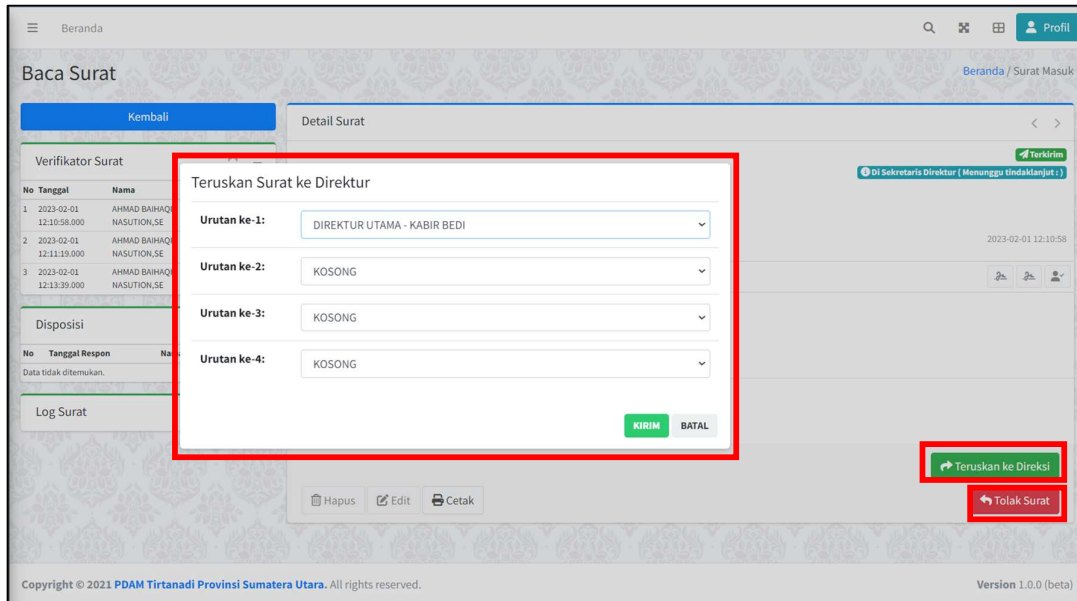 Beranda
Profil
Baca Surat
Beranda / Surat Masuk
Kembali
Verifikator Surat
No Tanggal Nama
1 2023-02-01 AHMAD BAIHAQI
12:10:58.000 NASUTION,SE
2 2023-02-01 AHMAD BAIHAQI
12:11:19.000 NASUTION,SE
3 2023-02-01 AHMAD BAIHAQI
12:13:39.000 NASUTION,SE
Disposisi
No Tanggal Respon
Data tidak ditemukan.
Log Surat
Detail Surat
Terkirim
Di Sekretaris Direktur ( Menunggu tindaklanjut : )
2023-02-01 12:10:58
Teruskan Surat ke Direktur
Urutan ke-1: DIREKTUR UTAMA - KABIR BEDI
Urutan ke-2: KOSONG
Urutan ke-3: KOSONG
Urutan ke-4: KOSONG
KIRIM BATAL
Teruskan ke Direksi
Hapus Edit Cetak
Tolak Surat
Copyright © 2021 PDAM Tirtanadi Provinsi Sumatera Utara. All rights reserved.
Version 1.0.0 (beta)